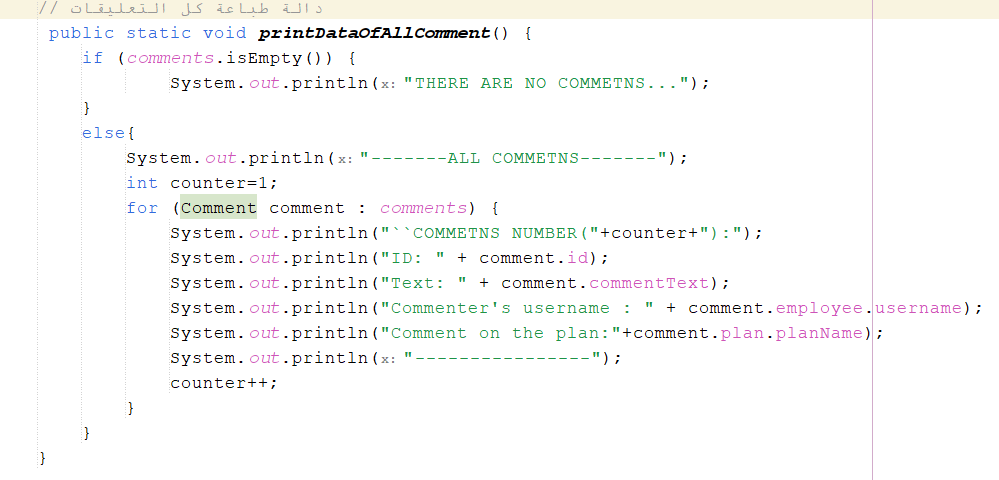 // دالة طباعة كل التعليقات
public static void printDataOfAllComment() {
if (comments.isEmpty()) {
System.out.println(x: "THERE ARE NO COMMETNS...");
}
else{
System.out.println(x: "-------ALL COMMETNS-------");
int counter=1;
for (Comment comment : comments) {
System.out.println("``COMMETNS NUMBER("+counter+"):");
System.out.println("ID: " + comment.id);
System.out.println("Text: " + comment.commentText);
System.out.println("Commenter's username : " + comment.employee.username);
System.out.println("Comment on the plan:"+comment.plan.planName);
System.out.println(x: "----------------");
counter++;
}
}
}